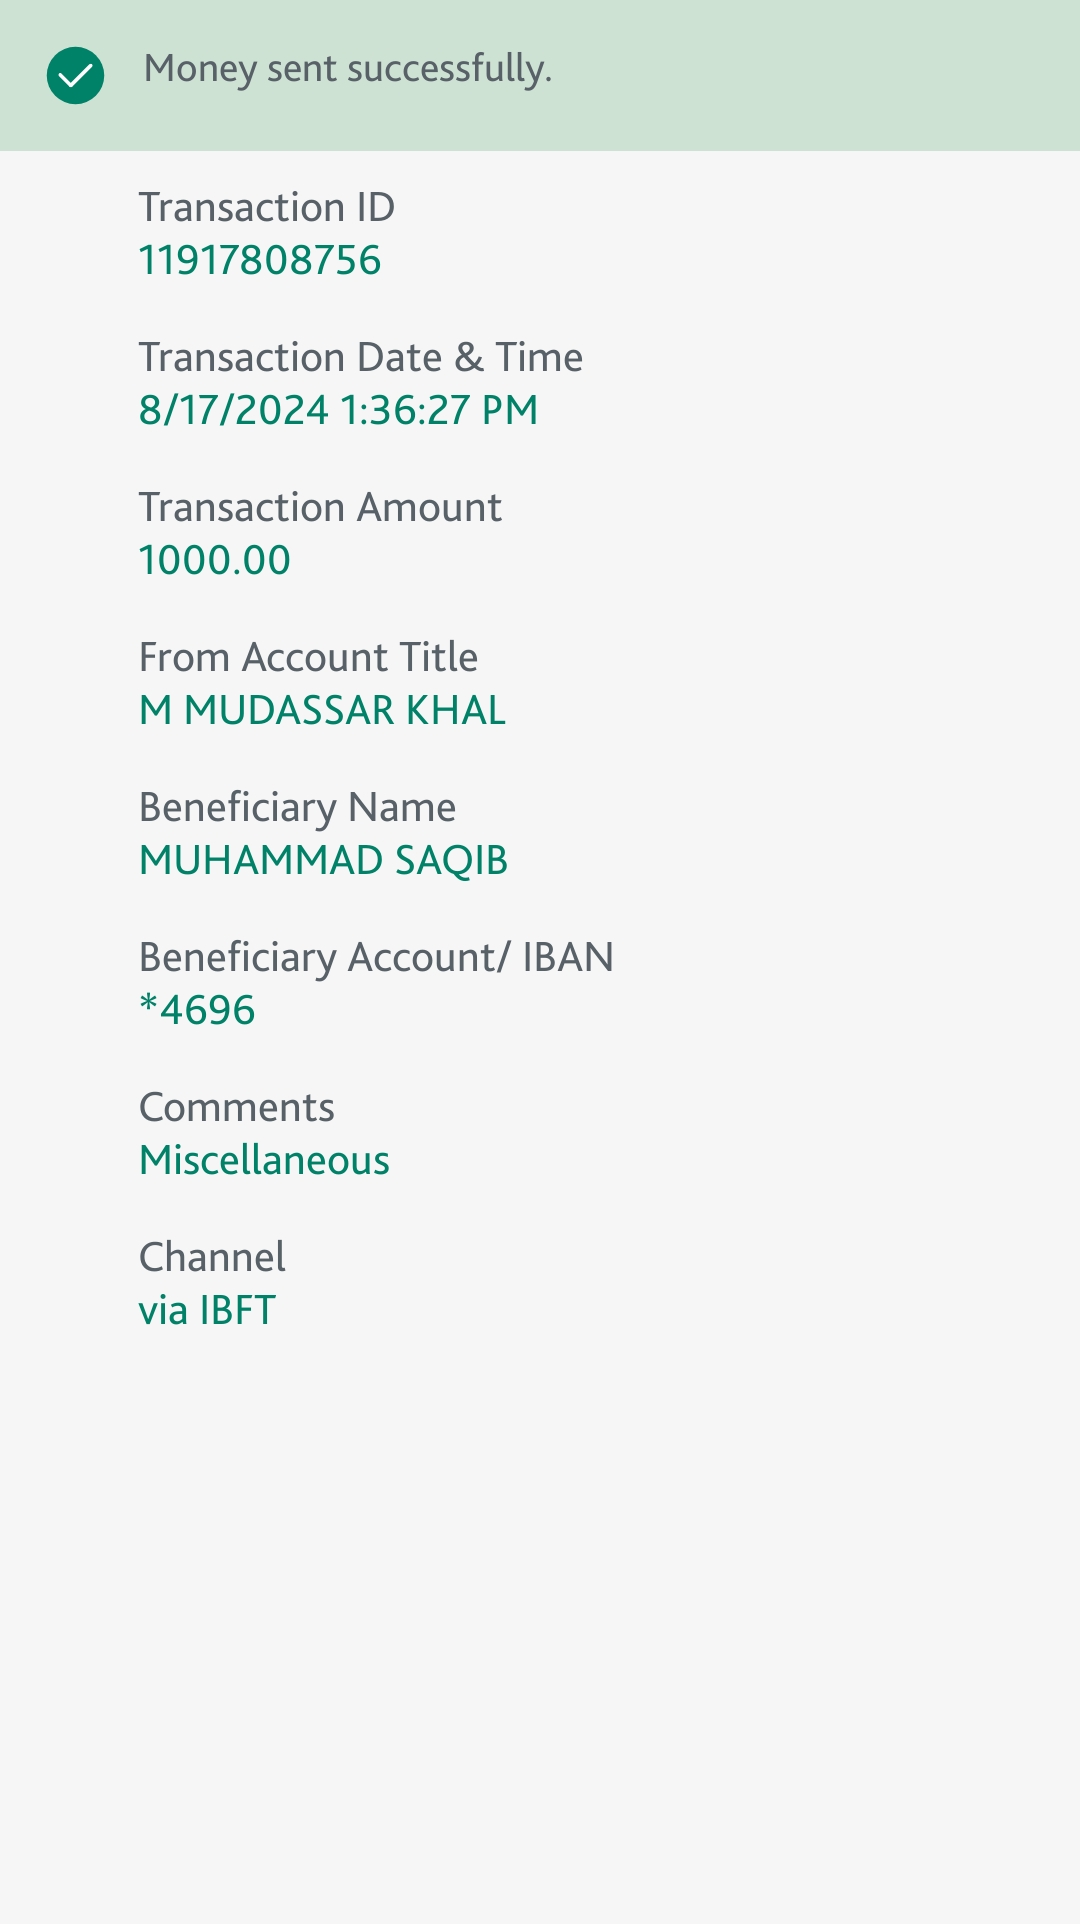 Money sent successfully.
Transaction ID
11917808756
Transaction Date & Time
8/17/2024 1:36:27 PM
Transaction Amount
1000.00
From Account Title
M MUDASSAR KHAL
Beneficiary Name
MUHAMMAD SAQIB
Beneficiary Account/ IBAN
*4696
Comments
Miscellaneous
Channel
via IBFT